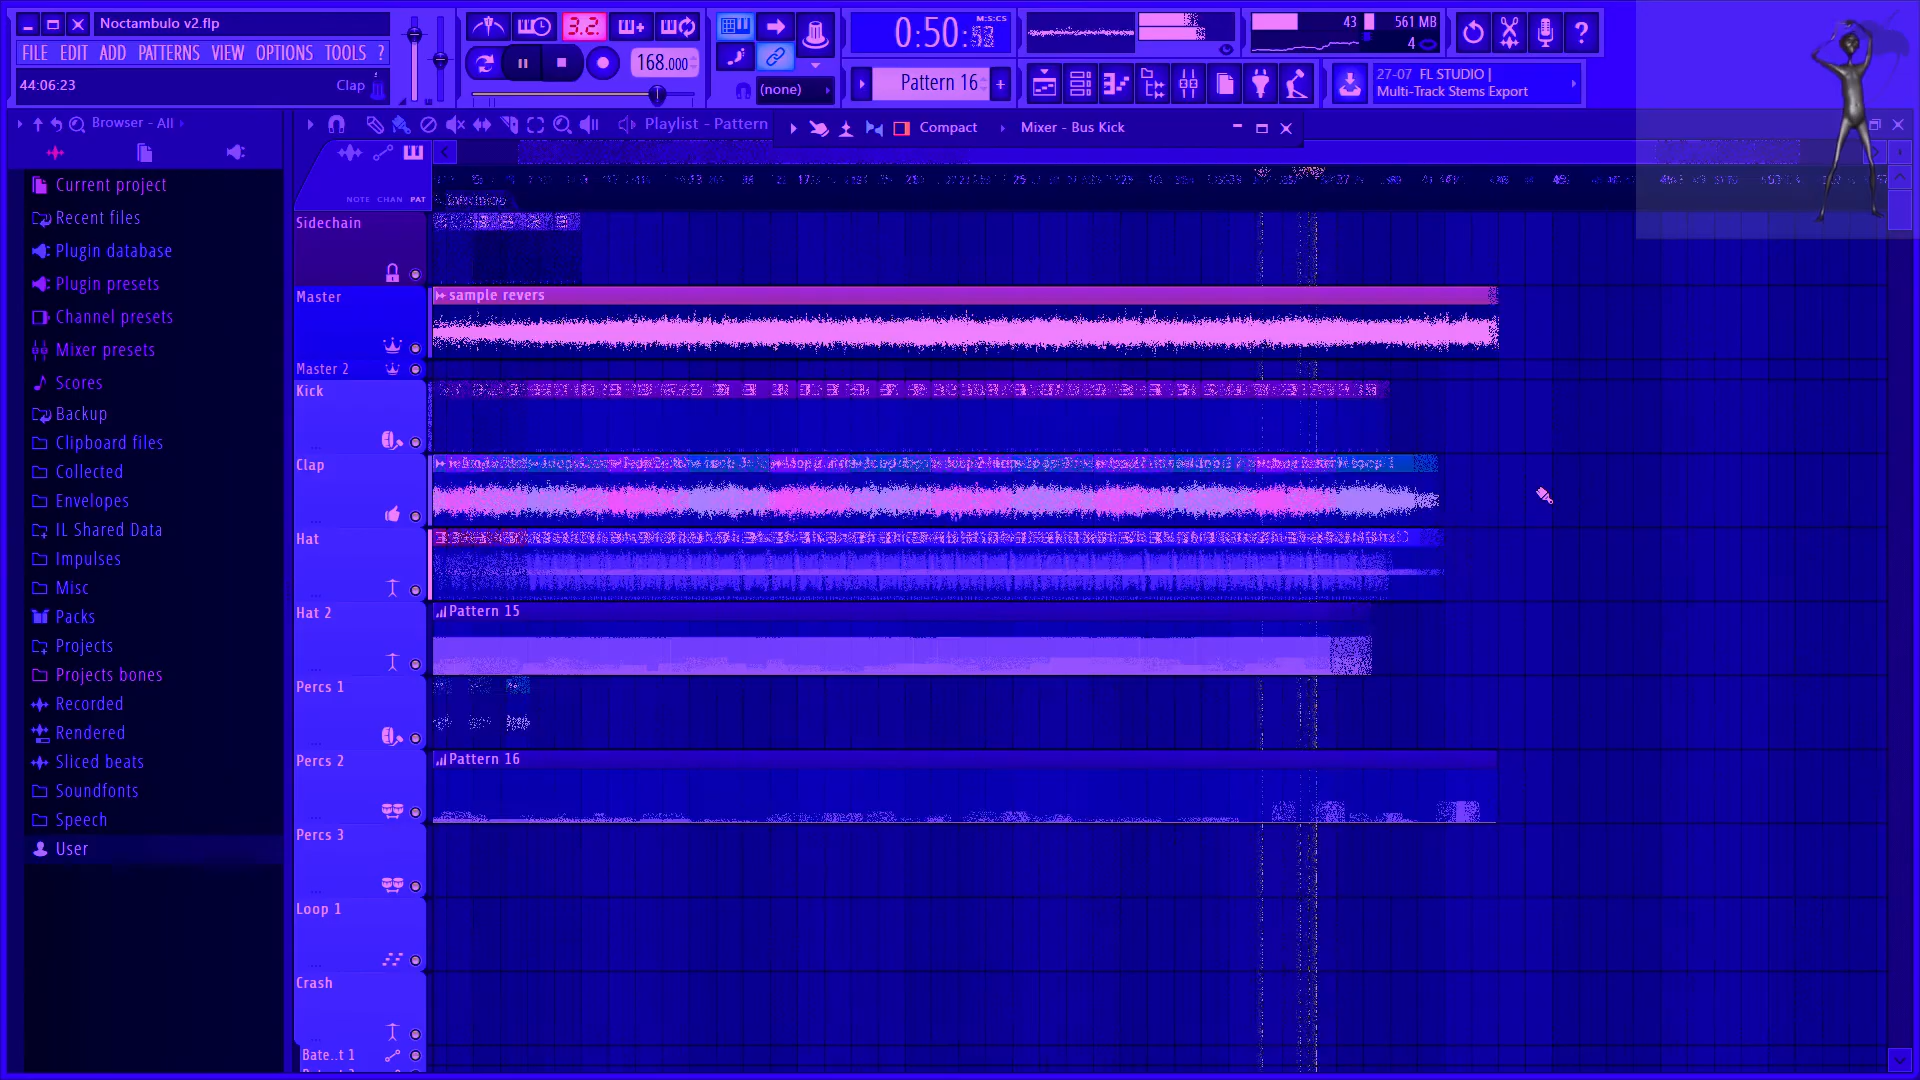 Noctambulo v2.flp
FILE EDIT ADD PATTERNS VIEW OPTIONS TOOLS ?
44:06:23
Clap
3.2.
168.000
(none)
0:50:
M:S:CS
Pattern 16
43
561 MB
4
27-07 FL STUDIO |
Multi-Track Stems Export
Browser - All
Playlist - Pattern
Compact
Mixer - Bus Kick
Current project
Recent files
Plugin database
Plugin presets
Channel presets
Mixer presets
Scores
Backup
Clipboard files
Collected
Envelopes
IL Shared Data
Impulses
Misc
Packs
Projects
Projects bones
Recorded
Rendered
Sliced beats
Soundfonts
Speech
User
NOTE CHAN PAT
Sidechain
Master
sample revers
Master 2
Kick
Clap
Hat
Hat 2
Pattern 15
Percs 1
Percs 2
Pattern 16
Percs 3
Loop 1
Crash
Bate..t 1